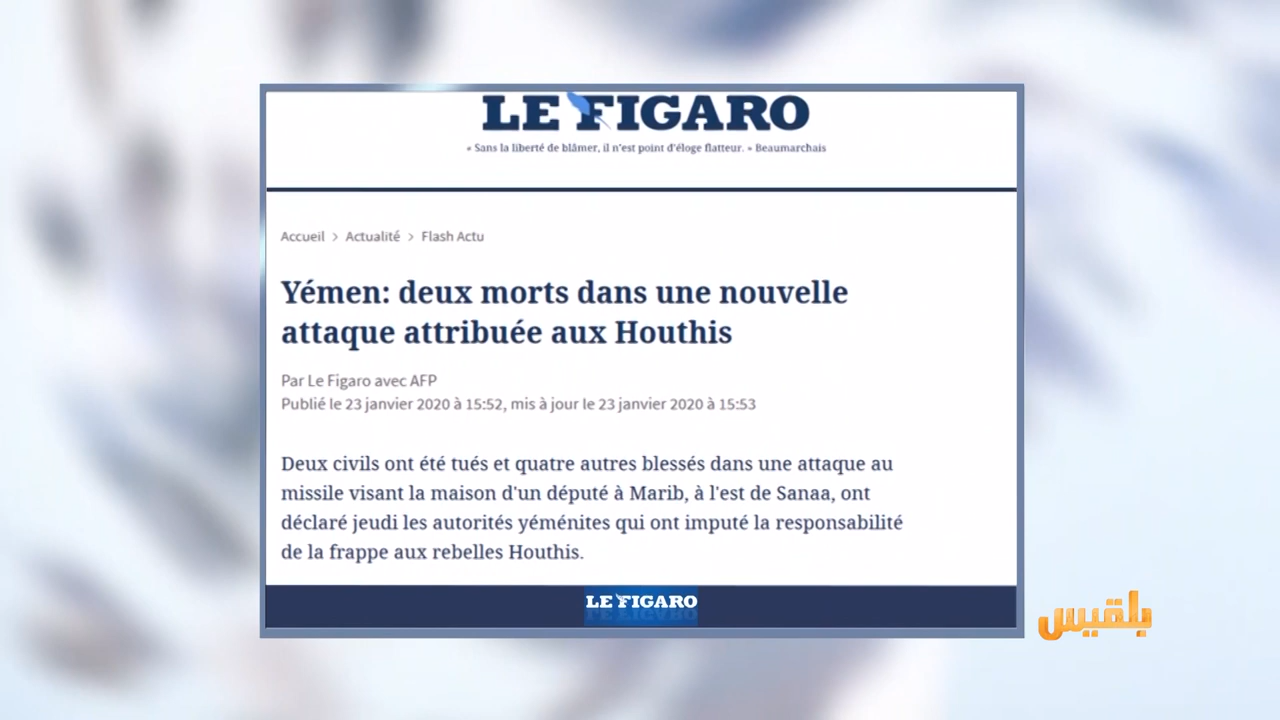 LE FIGARO
« Sans la liberté de blâmer, il n'est point d'éloge flatteur. » Beaumarchais
Accueil > Actualité > Flash Actu
Yémen: deux morts dans une nouvelle
attaque attribuée aux Houthis
Par Le Figaro avec AFP
Publié le 23 janvier 2020 à 15:52, mis à jour le 23 janvier 2020 à 15:53
Deux civils ont été tués et quatre autres blessés dans une attaque au
missile visant la maison d'un député à Marib, à l'est de Sanaa, ont
déclaré jeudi les autorités yéménites qui ont imputé la responsabilité
de la frappe aux rebelles Houthis.
LE FIGARO
بلقيس